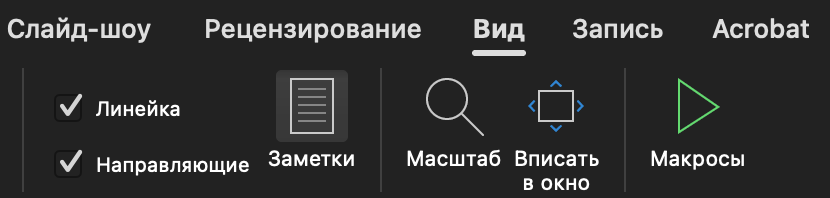 Слайд-шоу Рецензирование Вид Запись Acrobat
Линейка
Направляющие
Заметки
Масштаб
Вписать
в окно
Макросы